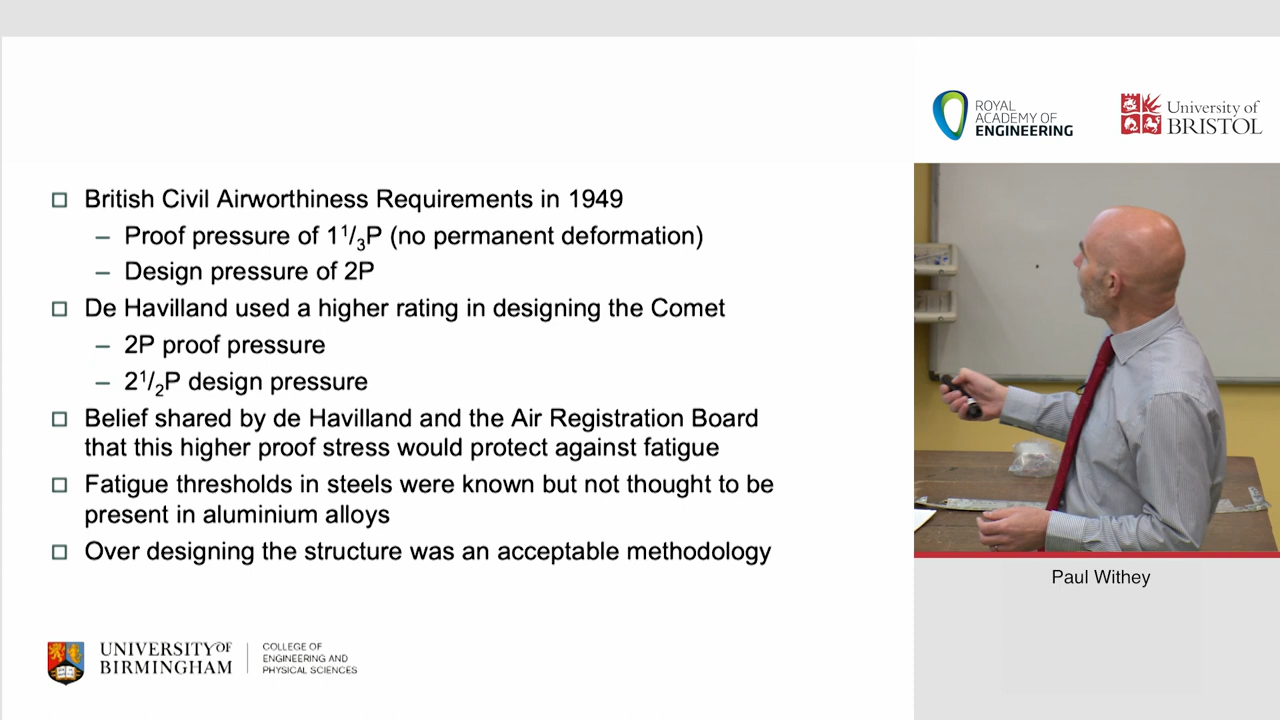 ROYAL
ACADEMY OF
ENGINEERING
University of
BRISTOL
□ British Civil Airworthiness Requirements in 1949
– Proof pressure of 1¹/₃P (no permanent deformation)
– Design pressure of 2P
□ De Havilland used a higher rating in designing the Comet
– 2P proof pressure
– 2¹/₂P design pressure
□ Belief shared by de Havilland and the Air Registration Board
that this higher proof stress would protect against fatigue
□ Fatigue thresholds in steels were known but not thought to be
present in aluminium alloys
□ Over designing the structure was an acceptable methodology
Paul Withey
UNIVERSITY OF
BIRMINGHAM
COLLEGE OF
ENGINEERING AND
PHYSICAL SCIENCES